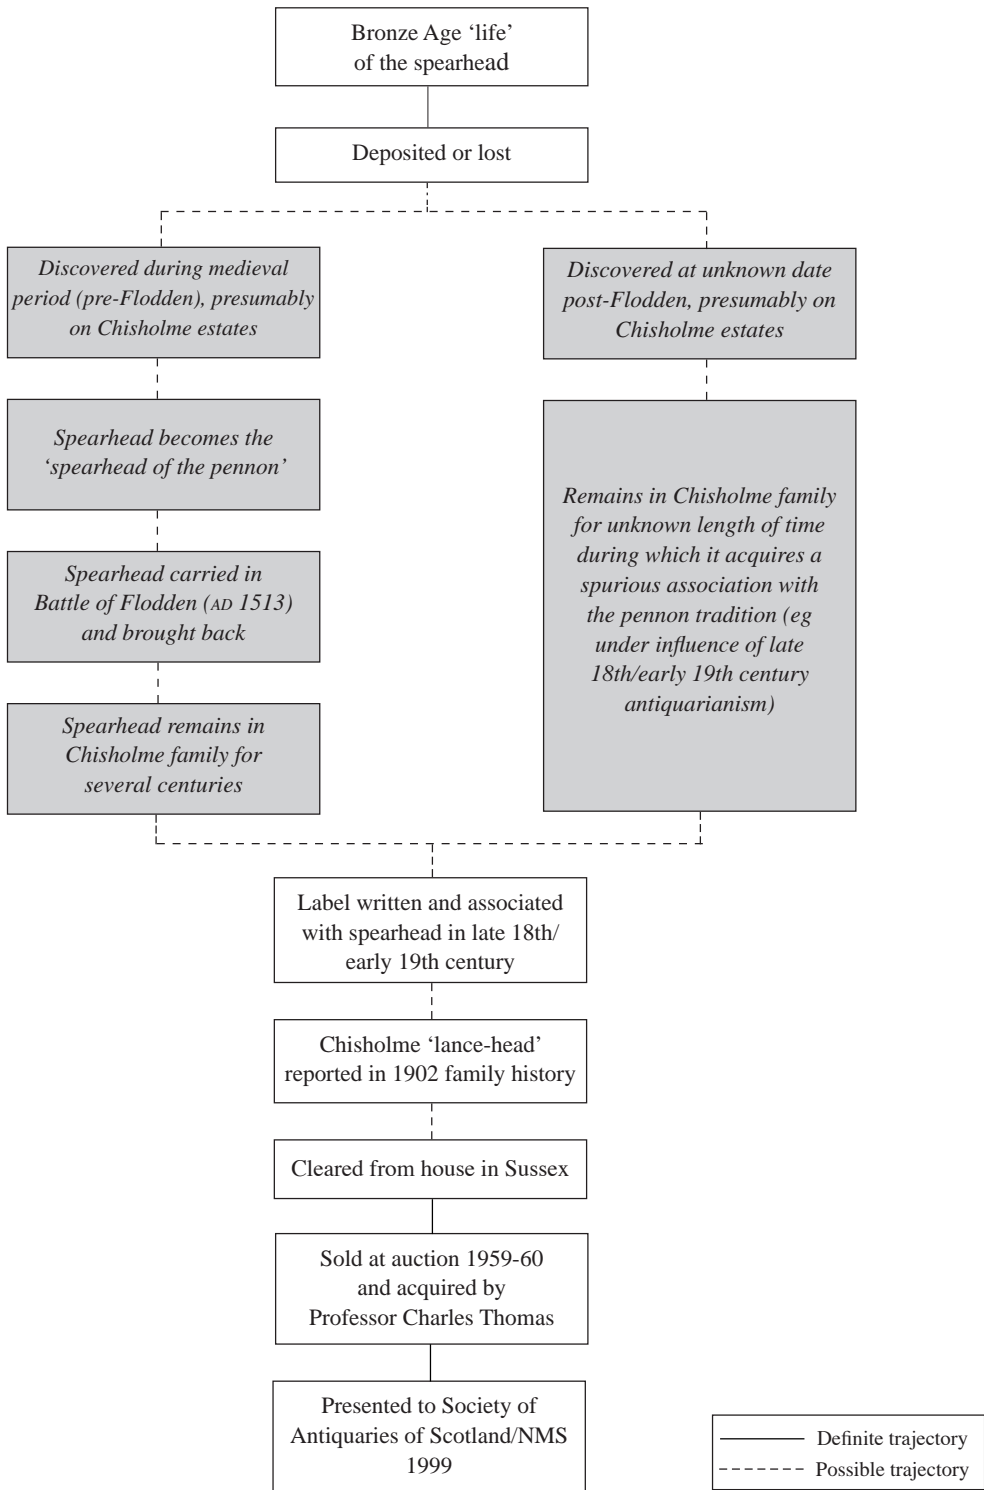 Bronze Age ‘life’
of the spearhead
Deposited or lost
Discovered during medieval
period (pre-Flodden), presumably
on Chisholme estates
Spearhead becomes the
‘spearhead of the pennon’
Spearhead carried in
Battle of Flodden (AD 1513)
and brought back
Spearhead remains in
Chisholme family for
several centuries
Discovered at unknown date
post-Flodden, presumably on
Chisholme estates
Remains in Chisholme family
for unknown length of time
during which it acquires a
spurious association with
the pennon tradition (eg
under influence of late
18th/early 19th century
antiquarianism)
Label written and associated
with spearhead in late 18th/
early 19th century
Chisholme ‘lance-head’
reported in 1902 family history
Cleared from house in Sussex
Sold at auction 1959-60
and acquired by
Professor Charles Thomas
Presented to Society of
Antiquaries of Scotland/NMS
1999
Definite trajectory
Possible trajectory